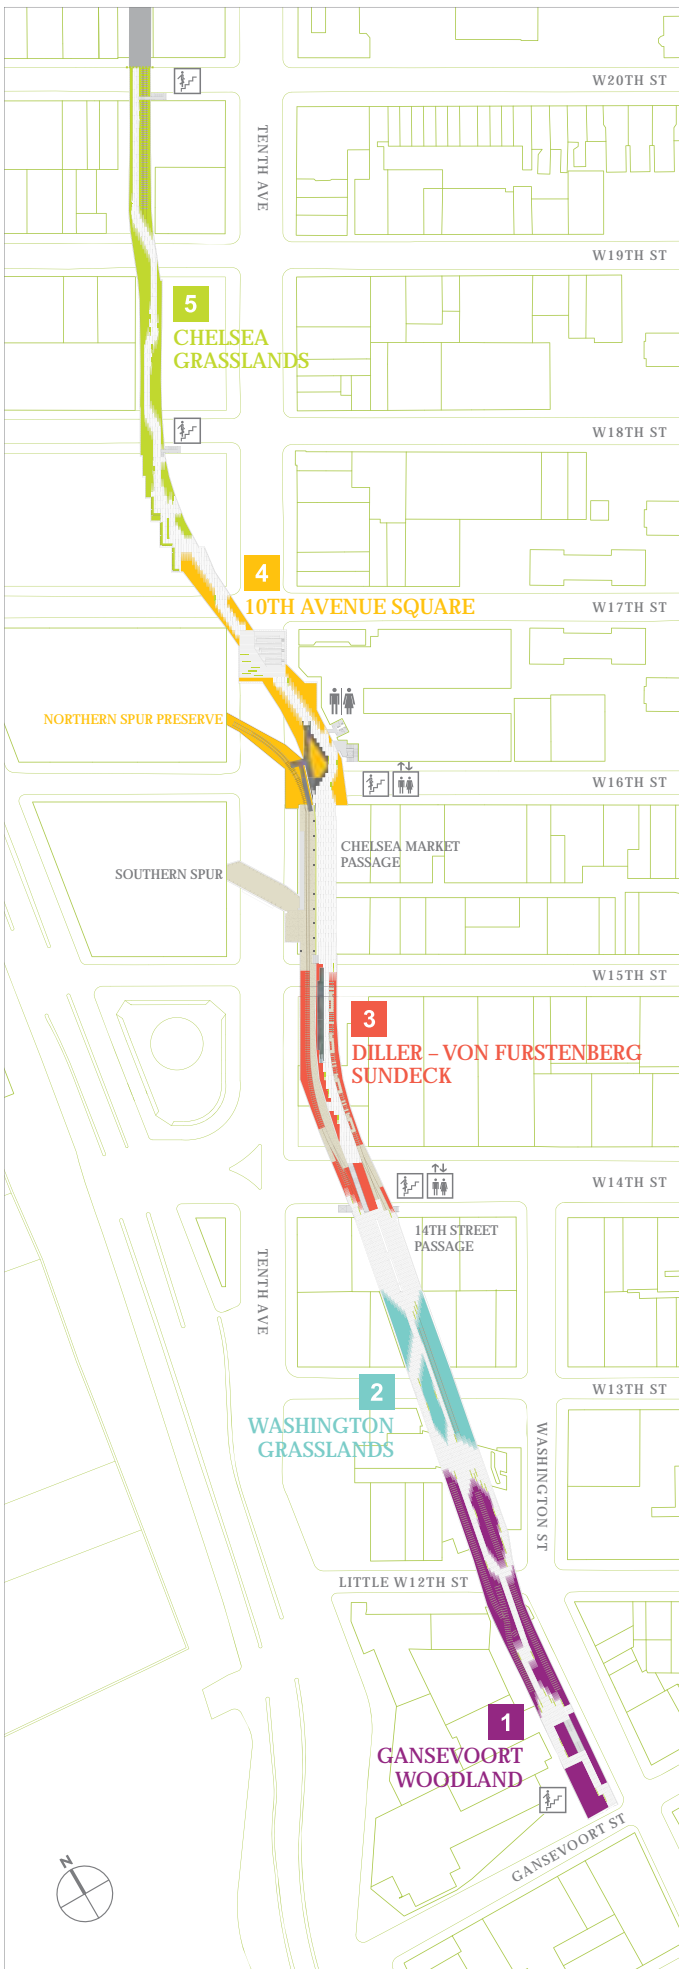 W20TH ST
TENTH AVE
W19TH ST
5
CHELSEA
GRASSLANDS
W18TH ST
4
10TH AVENUE SQUARE
W17TH ST
NORTHERN SPUR PRESERVE
W16TH ST
CHELSEA MARKET
PASSAGE
SOUTHERN SPUR
W15TH ST
3
DILLER – VON FURSTENBERG
SUNDECK
W14TH ST
14TH STREET
PASSAGE
TENTH AVE
2
W13TH ST
WASHINGTON
GRASSLANDS
WASHINGTON ST
LITTLE W12TH ST
1
GANSEVOORT
WOODLAND
GANSEVOORT ST
N